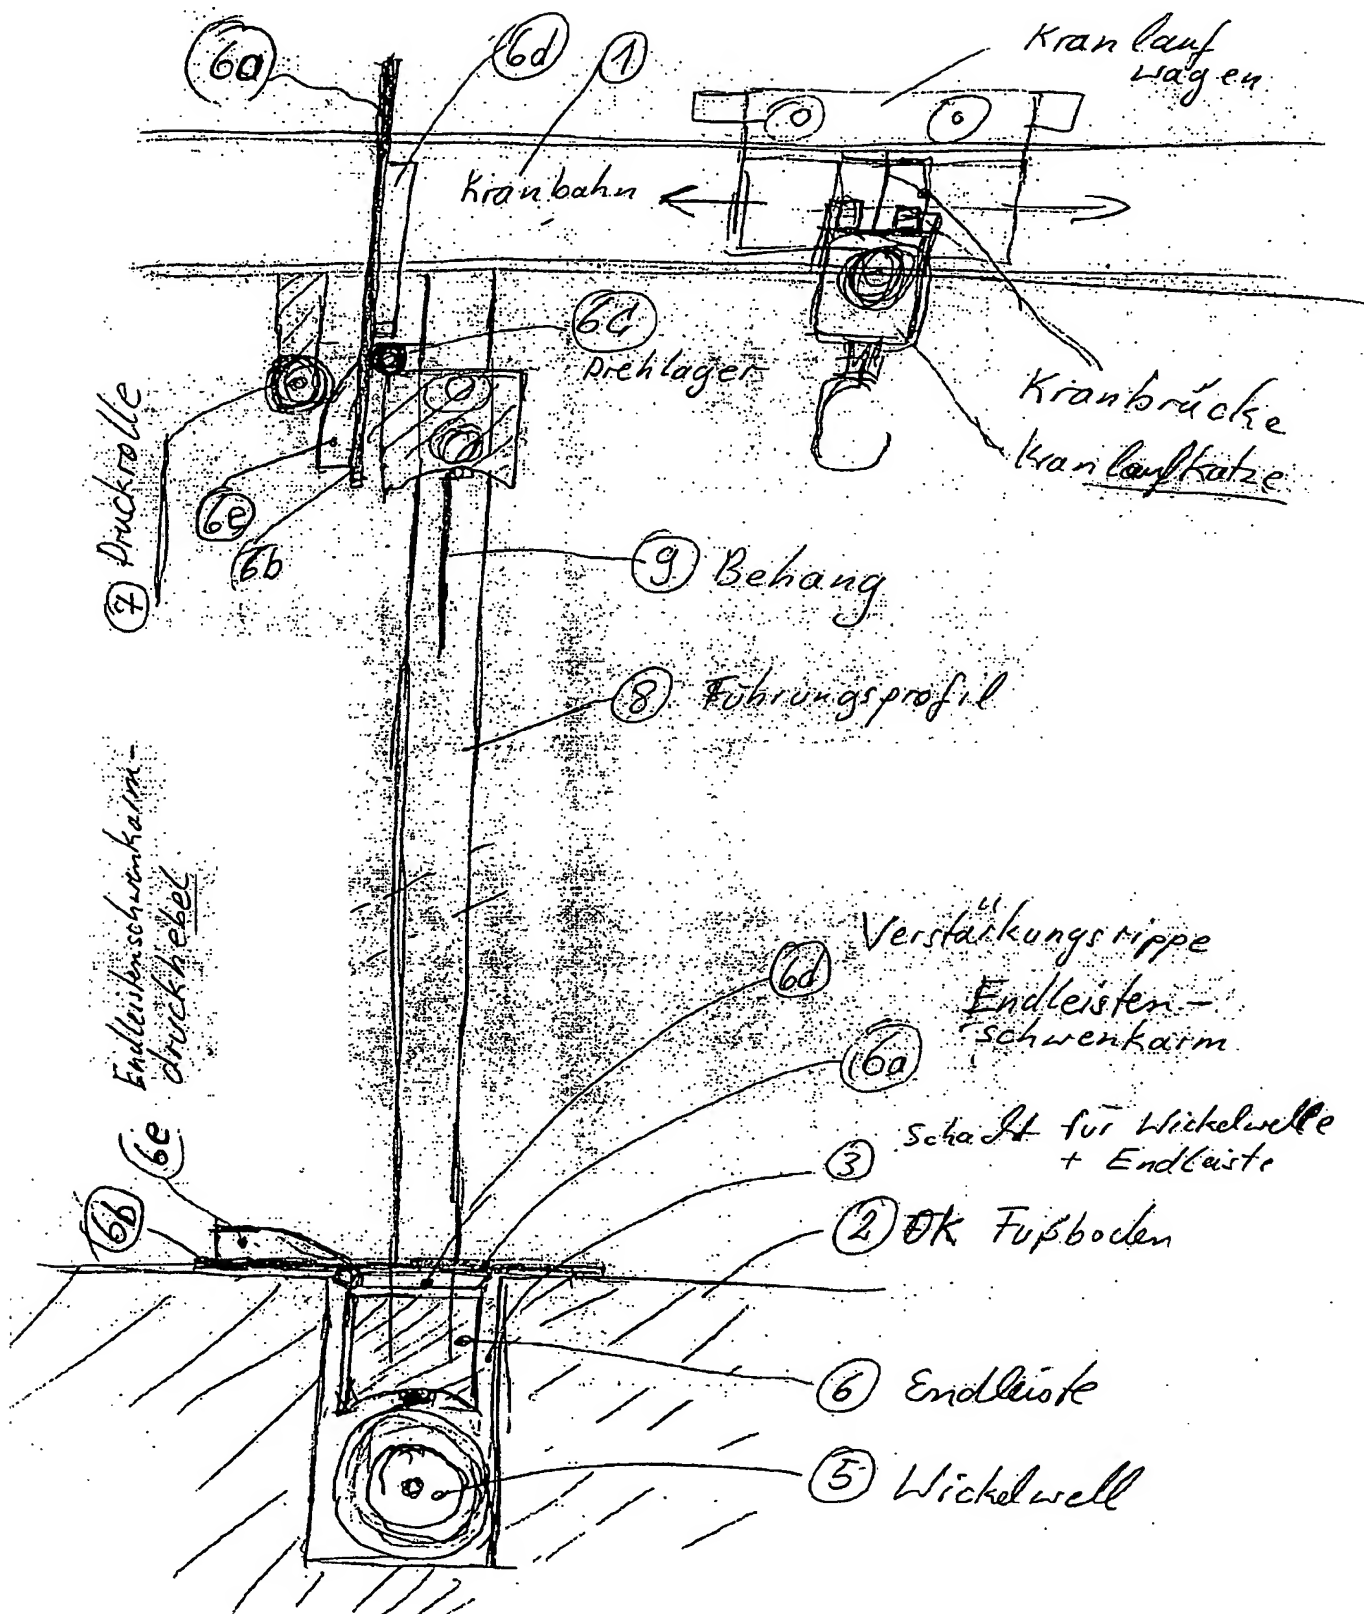 6a
6d
1
Kranlauf
wagen
Kranbahn
6c
Drehlager
Kranbrücke
Kranlaufkatze
7 Druckrolle
6e
6b
9 Behang
8 Führungsprofil
6e Endleistenschwenkarm-
druckhebel
6d Verstärkungsrippe
Endleisten-
schwenkarm
6a
3 Schacht für Wickelwelle
+ Endleiste
6b
2 OK Fußboden
6 Endleiste
5 Wickelwell